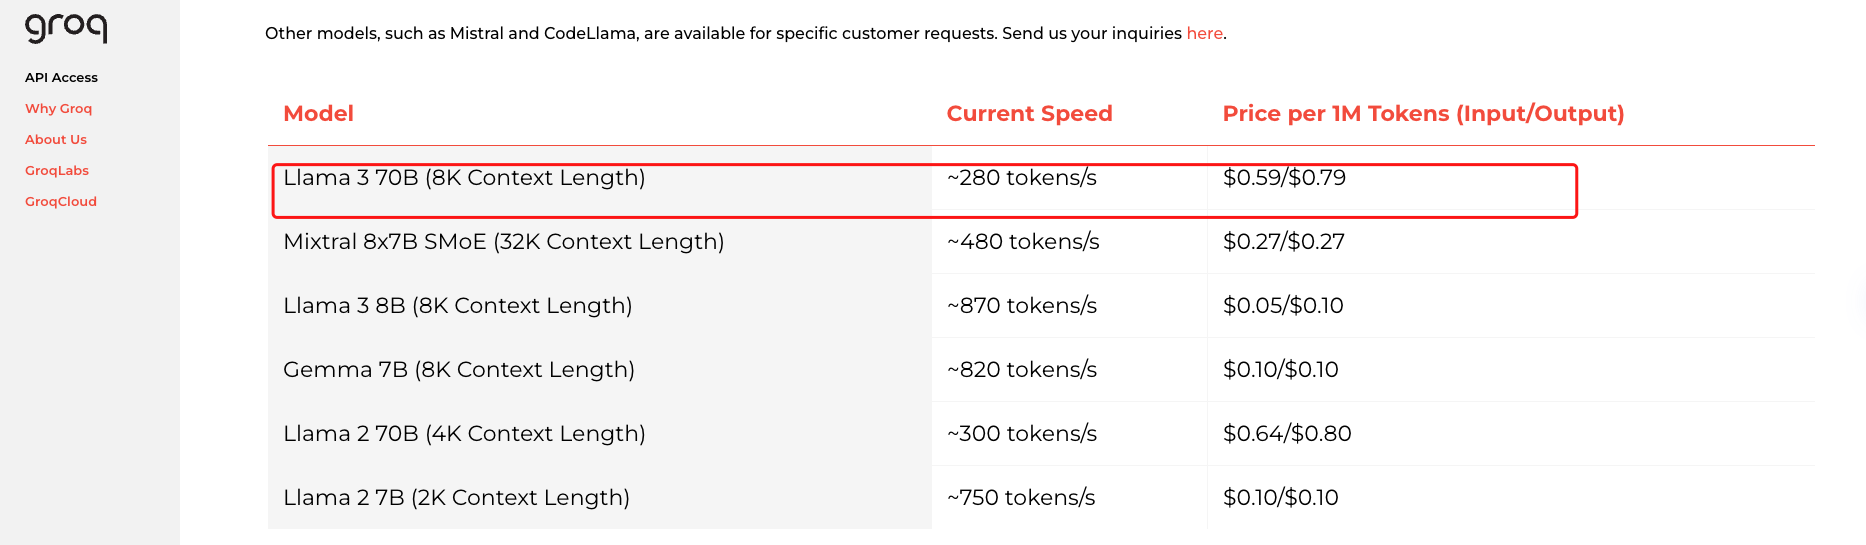 groq
API Access
Why Groq
About Us
GroqLabs
GroqCloud
Other models, such as Mistral and CodeLlama, are available for specific customer requests. Send us your inquiries here.
Model Current Speed Price per 1M Tokens (Input/Output)
Llama 3 70B (8K Context Length) ~280 tokens/s $0.59/$0.79
Mixtral 8x7B SMoE (32K Context Length) ~480 tokens/s $0.27/$0.27
Llama 3 8B (8K Context Length) ~870 tokens/s $0.05/$0.10
Gemma 7B (8K Context Length) ~820 tokens/s $0.10/$0.10
Llama 2 70B (4K Context Length) ~300 tokens/s $0.64/$0.80
Llama 2 7B (2K Context Length) ~750 tokens/s $0.10/$0.10